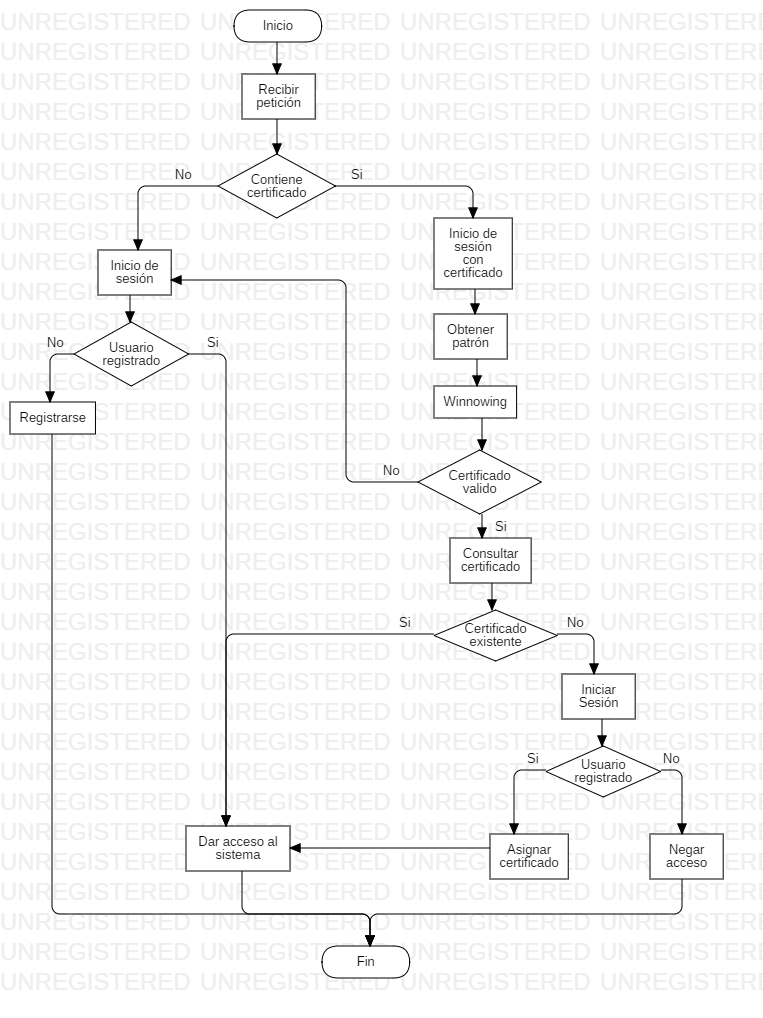 Inicio
Recibir
petición
Contiene
certificado
No
Si
Inicio de
sesión
con
certificado
Inicio de
sesión
Obtener
patrón
Usuario
registrado
No
Si
Winnowing
Registrarse
Certificado
valido
No
Si
Consultar
certificado
Certificado
existente
Si
No
Iniciar
Sesión
Usuario
registrado
Si
No
Dar acceso al
sistema
Asignar
certificado
Negar
acceso
Fin
UNREGISTERED